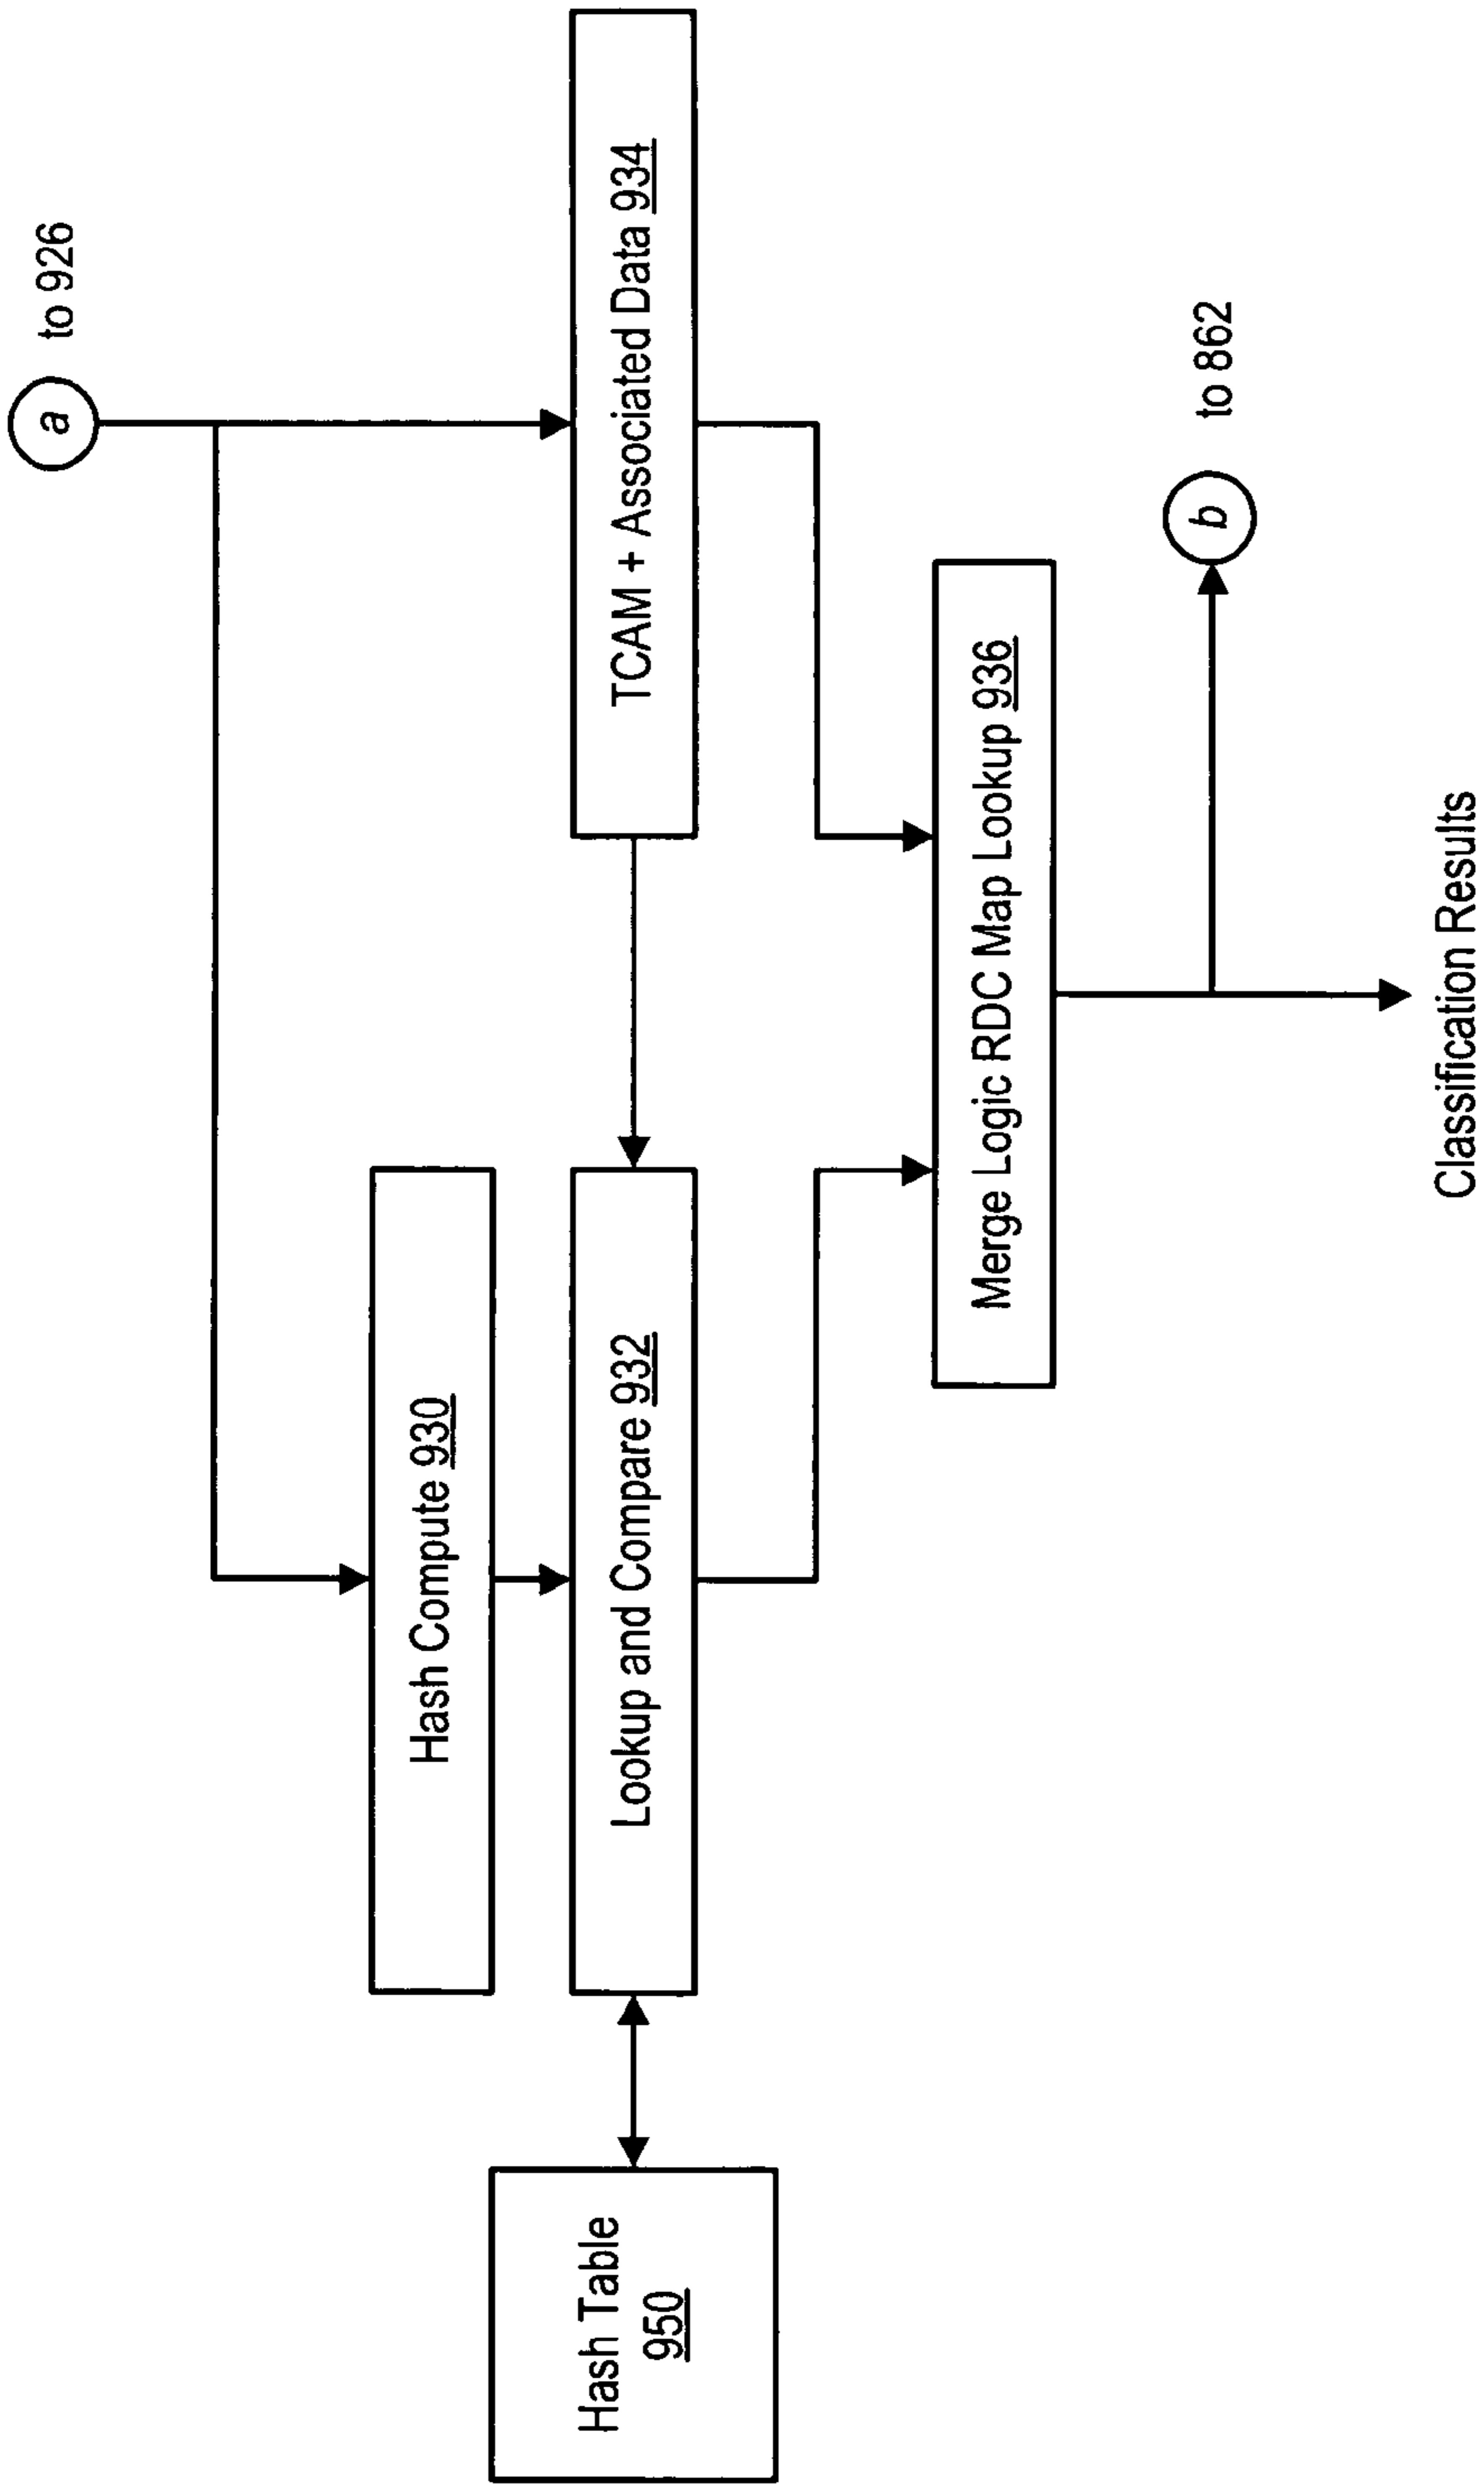 a
to 926
Hash Compute 930
Hash Table
950
Lookup and Compare 932
TCAM + Associated Data 934
Merge Logic RDC Map Lookup 936
b
to 862
Classification Results